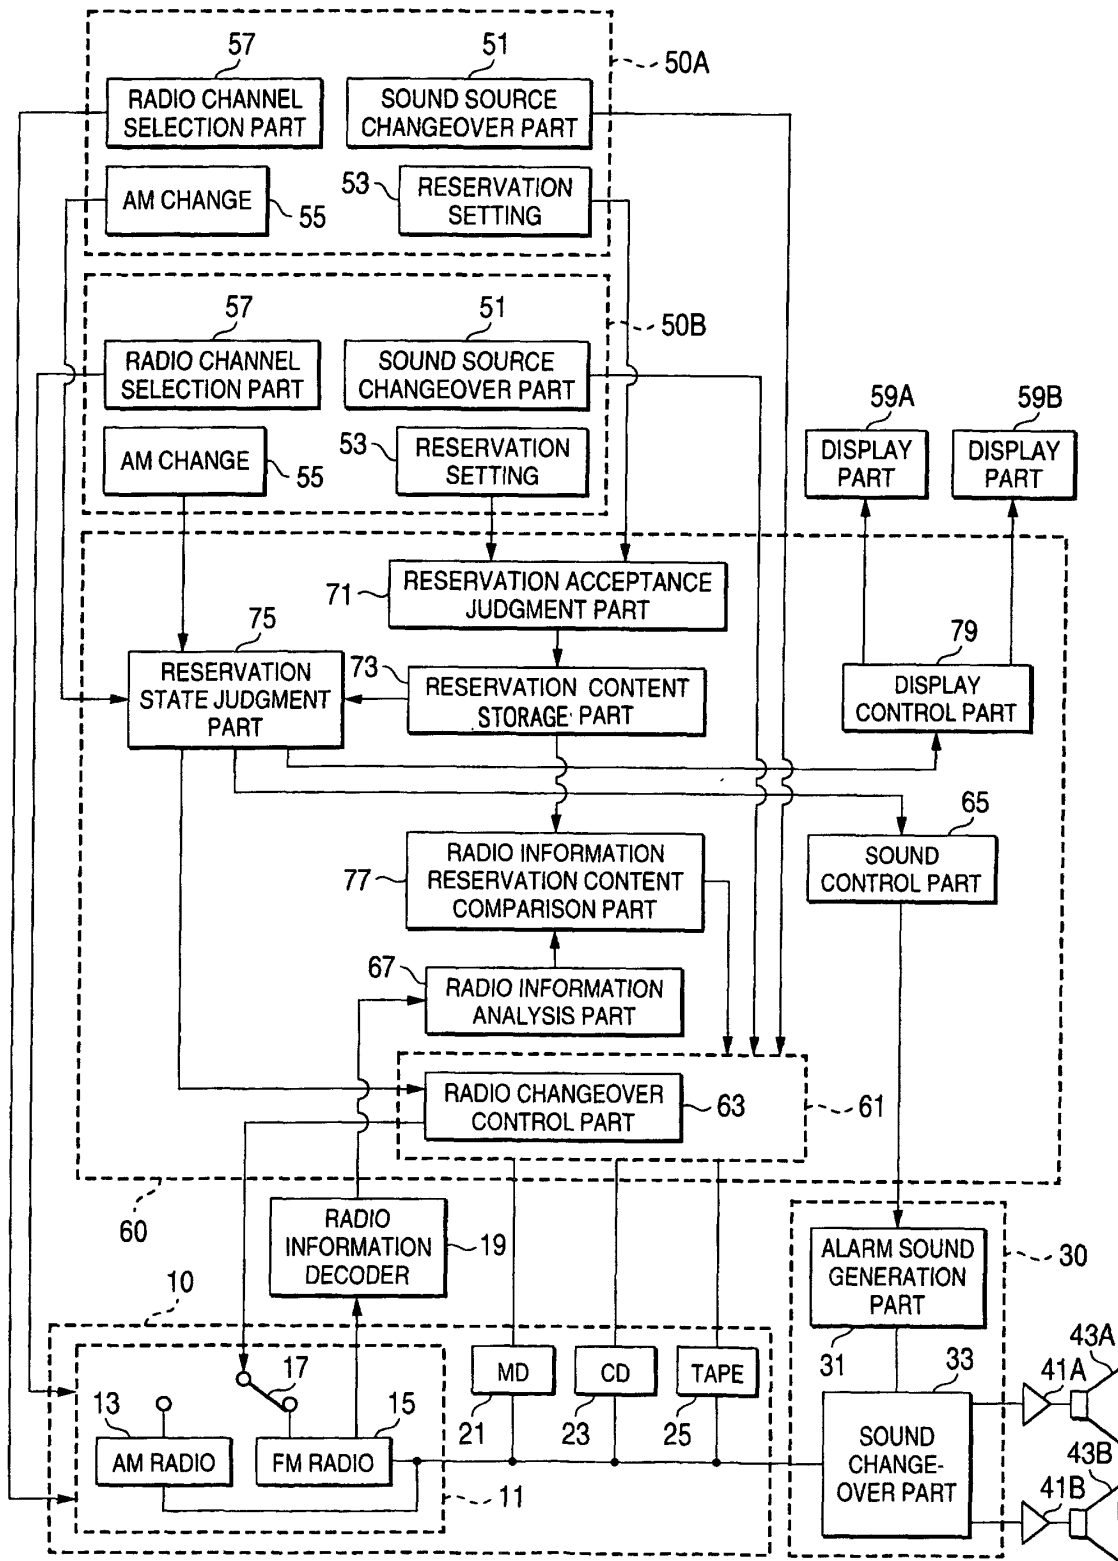 57
51
50A
RADIO CHANNEL
SELECTION PART
SOUND SOURCE
CHANGEOVER PART
AM CHANGE
55
53
RESERVATION
SETTING
57
51
50B
RADIO CHANNEL
SELECTION PART
SOUND SOURCE
CHANGEOVER PART
AM CHANGE
55
53
RESERVATION
SETTING
59A
59B
DISPLAY
PART
DISPLAY
PART
71
RESERVATION ACCEPTANCE
JUDGMENT PART
75
RESERVATION
STATE JUDGMENT
PART
73
RESERVATION CONTENT
STORAGE PART
79
DISPLAY
CONTROL PART
65
SOUND
CONTROL PART
77
RADIO INFORMATION
RESERVATION CONTENT
COMPARISON PART
67
RADIO INFORMATION
ANALYSIS PART
RADIO CHANGEOVER
CONTROL PART
63
61
60
RADIO
INFORMATION
DECODER
19
10
ALARM SOUND
GENERATION
PART
30
31
33
17
13
15
AM RADIO
FM RADIO
11
MD
21
CD
23
TAPE
25
SOUND
CHANGE-
OVER PART
41A
43A
41B
43B